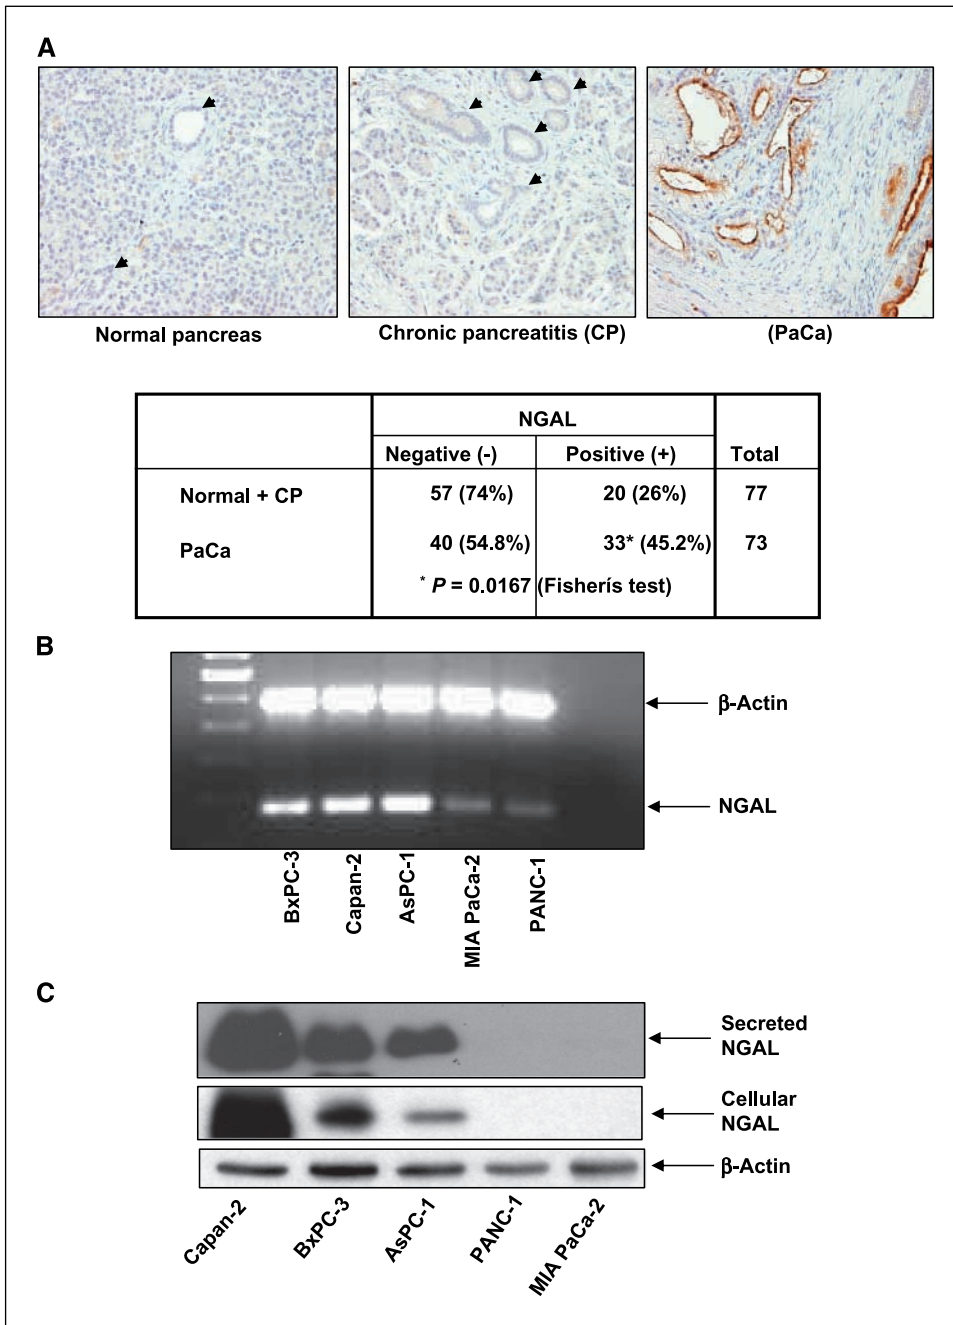 A
Normal pancreas
Chronic pancreatitis (CP)
(PaCa)
NGAL
Negative (-)
Positive (+)
Total
Normal + CP
57 (74%)
20 (26%)
77
PaCa
40 (54.8%)
33* (45.2%)
73
* P = 0.0167 (Fisherís test)
B
β-Actin
NGAL
BxPC-3
Capan-2
AsPC-1
MIA PaCa-2
PANC-1
C
Secreted
NGAL
Cellular
NGAL
β-Actin
Capan-2
BxPC-3
AsPC-1
PANC-1
MIA PaCa-2